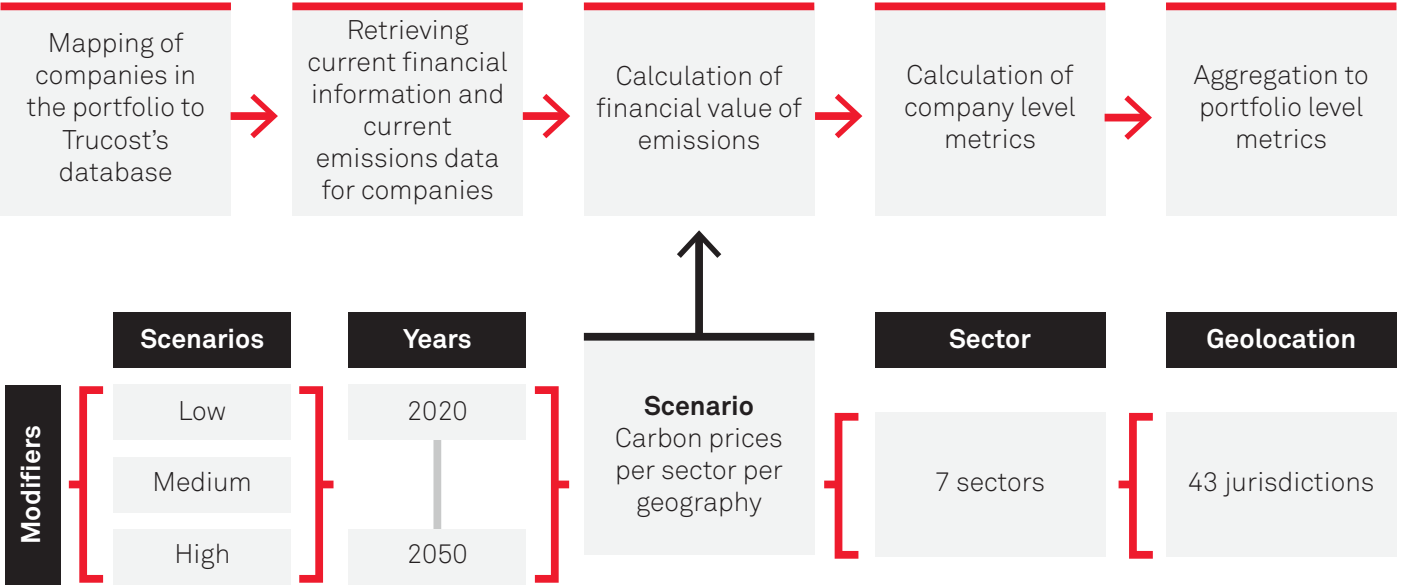 Mapping of
companies in
the portfolio to
Trucost’s
database
Retrieving
current financial
information and
current
emissions data
for companies
Calculation of
financial value of
emissions
Calculation of
company level
metrics
Aggregation to
portfolio level
metrics
Modifiers
Scenarios
Low
Medium
High
Years
2020
2050
Scenario
Carbon prices
per sector per
geography
Sector
7 sectors
Geolocation
43 jurisdictions